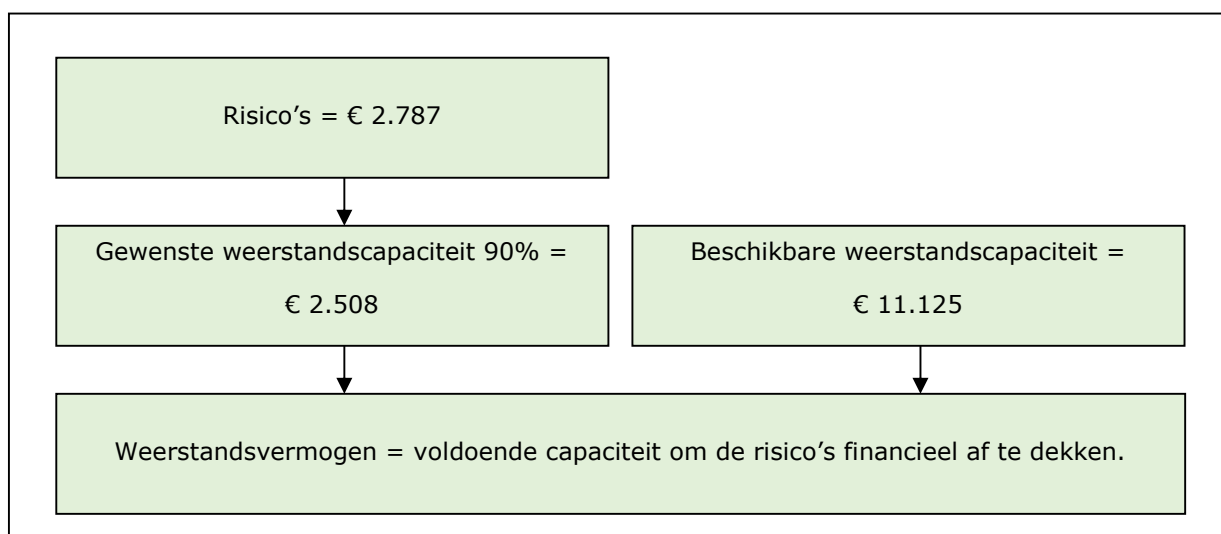 Risico’s = € 2.787
Gewenste weerstandscapaciteit 90% =
€ 2.508
Beschikbare weerstandscapaciteit =
€ 11.125
Weerstandsvermogen = voldoende capaciteit om de risico’s financieel af te dekken.